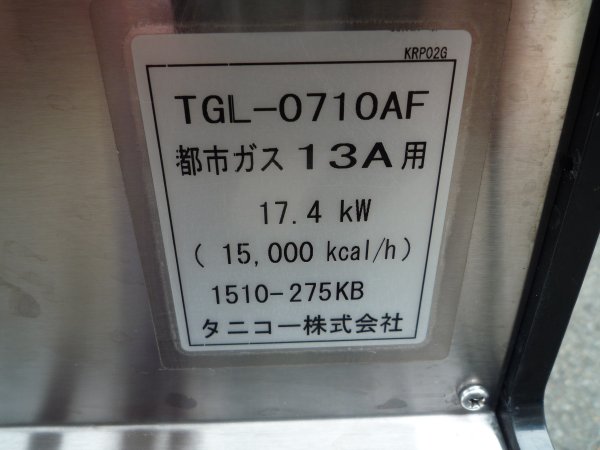 KRP02G
TGL-0710AF
都市ガス 13A用
17.4 kW
( 15,000 kcal/h)
1510-275KB
タニコー株式会社